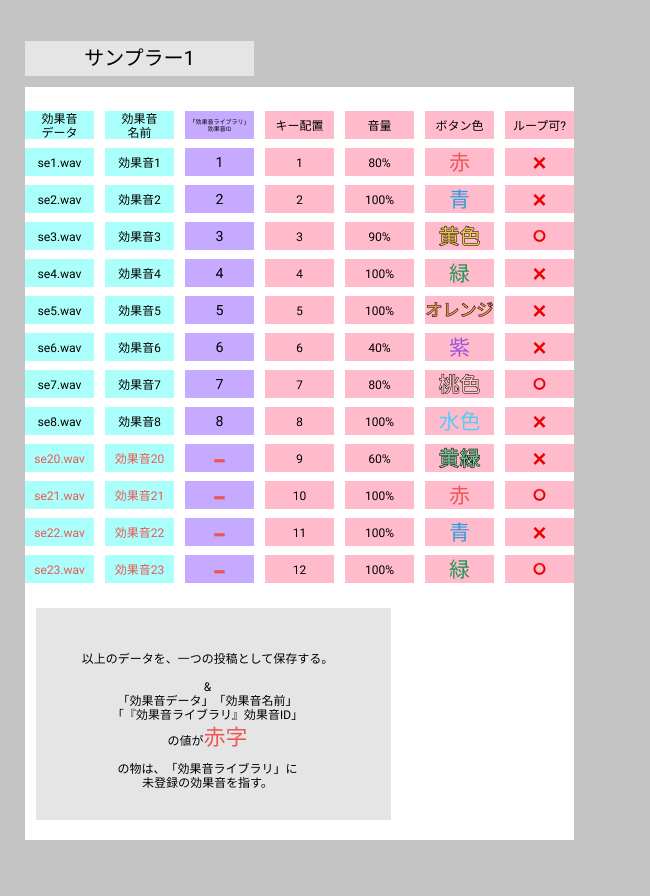 サンプラー1
効果音データ 効果音名前 「効果音ライブラリ」効果音ID キー配置 音量 ボタン色 ループ可?
se1.wav 効果音1 1 1 80% 赤 ×
se2.wav 効果音2 2 2 100% 青 ×
se3.wav 効果音3 3 3 90% 黄色 ○
se4.wav 効果音4 4 4 100% 緑 ×
se5.wav 効果音5 5 5 100% オレンジ ×
se6.wav 効果音6 6 6 40% 紫 ×
se7.wav 効果音7 7 7 80% 桃色 ○
se8.wav 効果音8 8 8 100% 水色 ×
se20.wav 効果音20 ー 9 60% 黄緑 ×
se21.wav 効果音21 ー 10 100% 赤 ○
se22.wav 効果音22 ー 11 100% 青 ×
se23.wav 効果音23 ー 12 100% 緑 ○
以上のデータを、一つの投稿として保存する。
&
「効果音データ」「効果音名前」
「『効果音ライブラリ』効果音ID」
の値が赤字
の物は、「効果音ライブラリ」に
未登録の効果音を指す。